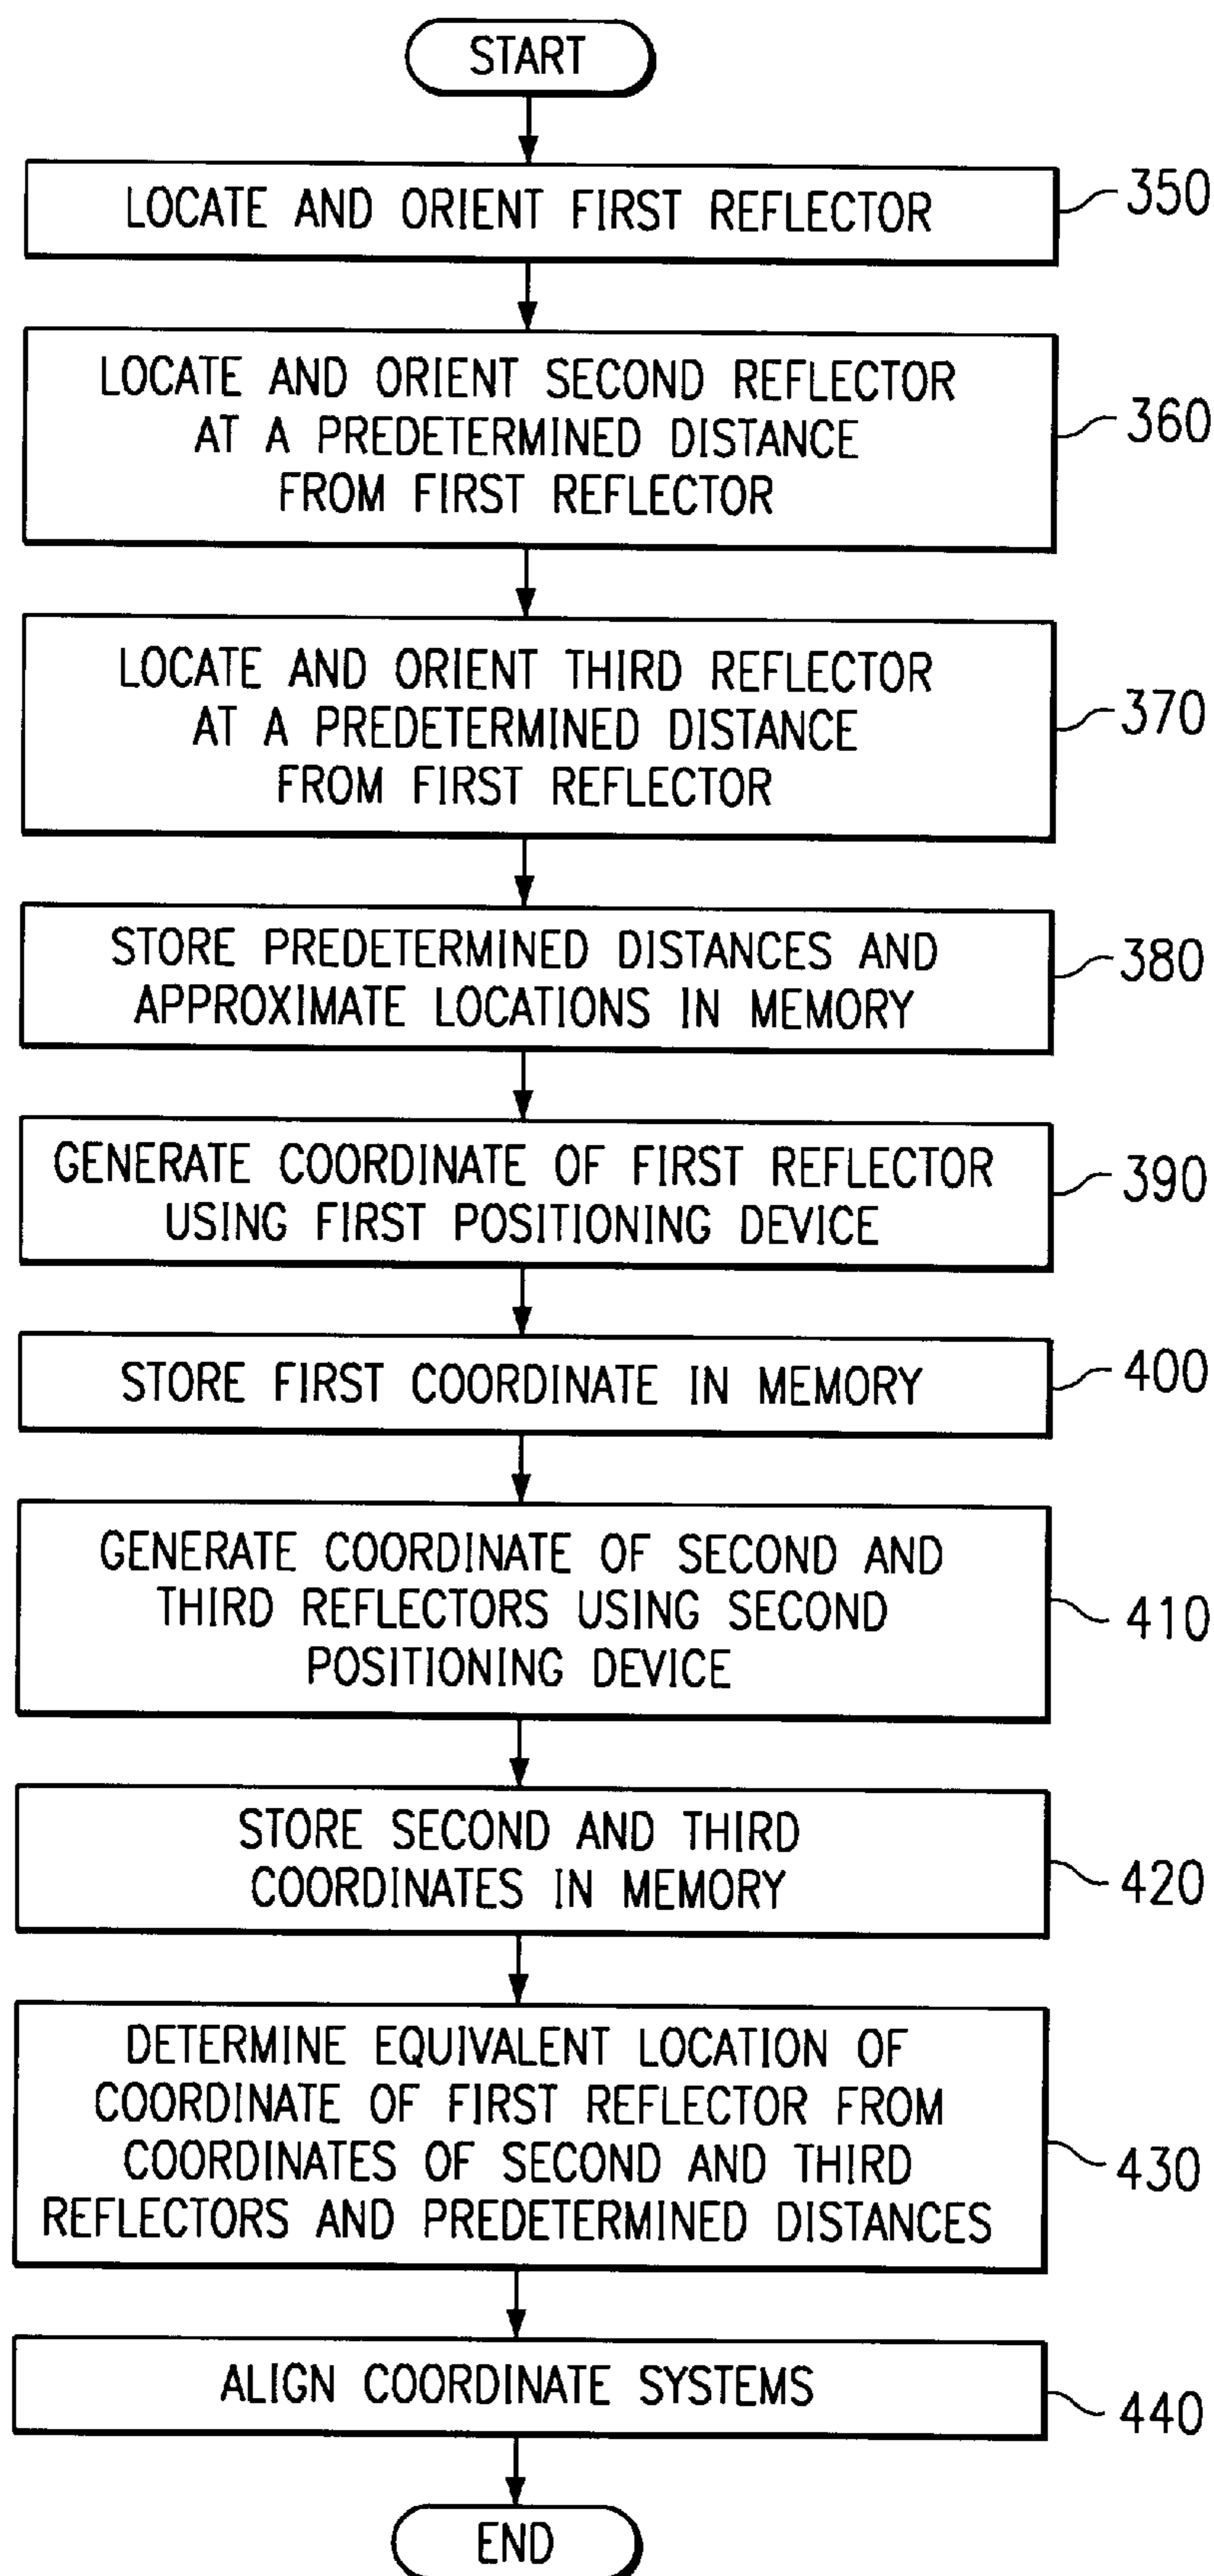 START
LOCATE AND ORIENT FIRST REFLECTOR
350
LOCATE AND ORIENT SECOND REFLECTOR
AT A PREDETERMINED DISTANCE
FROM FIRST REFLECTOR
360
LOCATE AND ORIENT THIRD REFLECTOR
AT A PREDETERMINED DISTANCE
FROM FIRST REFLECTOR
370
STORE PREDETERMINED DISTANCES AND
APPROXIMATE LOCATIONS IN MEMORY
380
GENERATE COORDINATE OF FIRST REFLECTOR
USING FIRST POSITIONING DEVICE
390
STORE FIRST COORDINATE IN MEMORY
400
GENERATE COORDINATE OF SECOND AND
THIRD REFLECTORS USING SECOND
POSITIONING DEVICE
410
STORE SECOND AND THIRD
COORDINATES IN MEMORY
420
DETERMINE EQUIVALENT LOCATION OF
COORDINATE OF FIRST REFLECTOR FROM
COORDINATES OF SECOND AND THIRD
REFLECTORS AND PREDETERMINED DISTANCES
430
ALIGN COORDINATE SYSTEMS
440
END